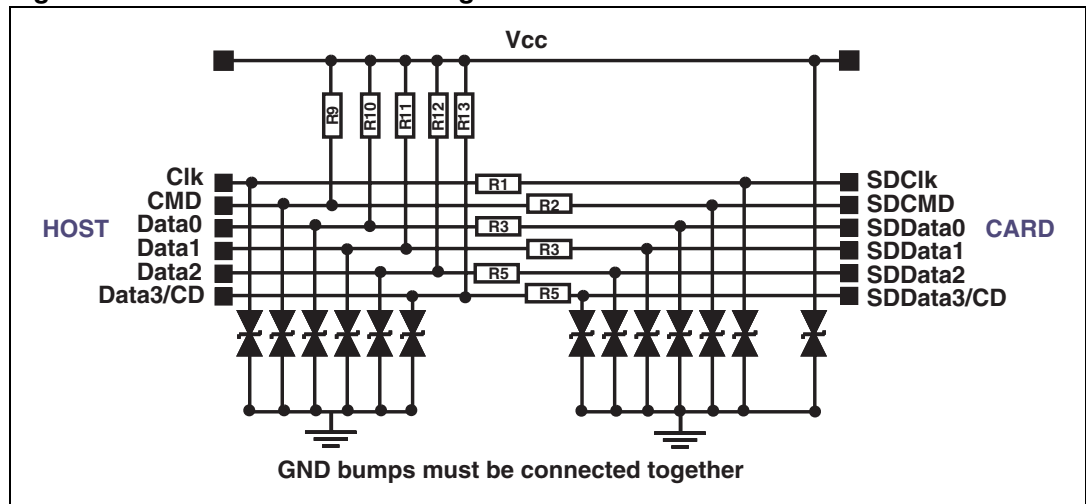 Vcc
R9
R10
R11
R12
R13
Clk
R1
SDClk
CMD
R2
SDCMD
HOST
Data0
R3
SDData0
CARD
Data1
R3
SDData1
Data2
R5
SDData2
Data3/CD
R5
SDData3/CD
GND bumps must be connected together